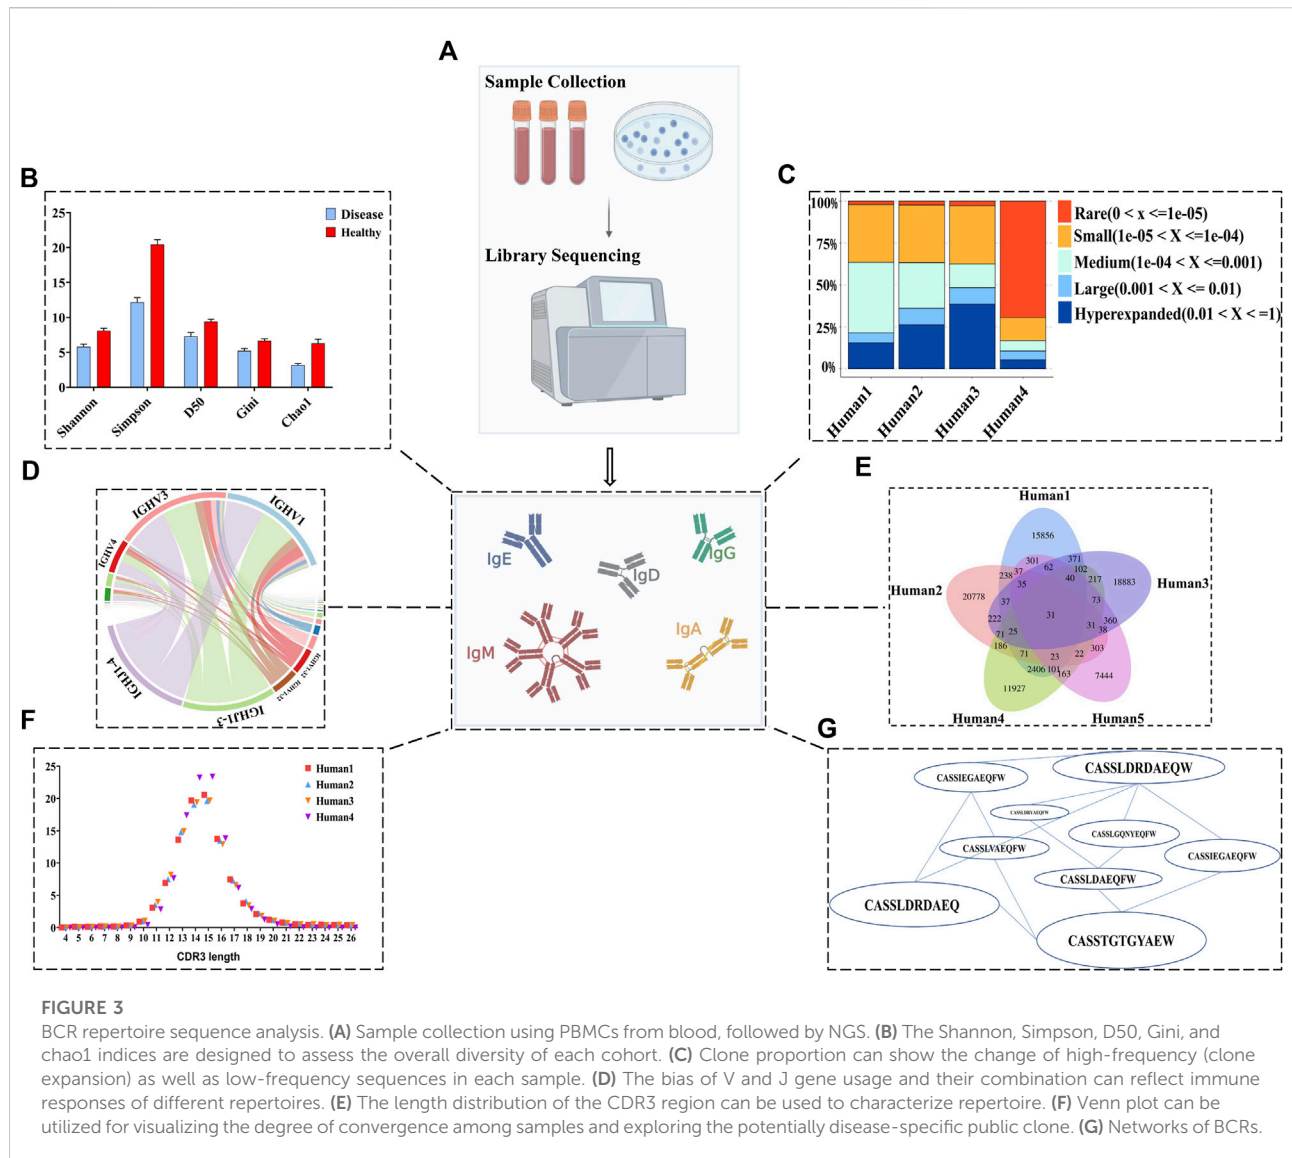 A
Sample Collection
Library Sequencing
B
25
20
15
10
5
0
Disease
Healthy
Shannon
Simpson
D50
Gini
Chao1
C
100%
75%
50%
25%
0%
Rare(0 < x <=1e-05)
Small(1e-05 < X <=1e-04)
Medium(1e-04 < X <=0.001)
Large(0.001 < X <= 0.01)
Hyperexpanded(0.01 < X < =1)
Human1
Human2
Human3
Human4
D
IGHV3
IGHV1
IGHV4
IGHJ1-4
IGHJ1-3
IgE
IgD
IgG
IgM
IgA
E
Human1
Human2
Human3
Human4
Human5
15856
301
371
62
102
238
37
40
217
35
20778
18883
37
73
31
222
31
360
38
71
25
186
71
23
22
303
2406
101
163
11927
7444
F
25
20
15
10
5
0
Human1
Human2
Human3
Human4
4 5 6 7 8 9 10 11 12 13 14 15 16 17 18 19 20 21 22 23 24 25 26
CDR3 length
G
CASSIEGAEQFW
CASSLDRDAEQW
CASSLDRYAEQFW
CASSLGQNYEQFW
CASSLVAEQFW
CASSIEGAEQFW
CASSLDAEQFW
CASSLDRDAEQ
CASSTGTGYAEW
FIGURE 3
BCR repertoire sequence analysis. (A) Sample collection using PBMCs from blood, followed by NGS. (B) The Shannon, Simpson, D50, Gini, and
chao1 indices are designed to assess the overall diversity of each cohort. (C) Clone proportion can show the change of high-frequency (clone
expansion) as well as low-frequency sequences in each sample. (D) The bias of V and J gene usage and their combination can reflect immune
responses of different repertoires. (E) The length distribution of the CDR3 region can be used to characterize repertoire. (F) Venn plot can be
utilized for visualizing the degree of convergence among samples and exploring the potentially disease-specific public clone. (G) Networks of BCRs.